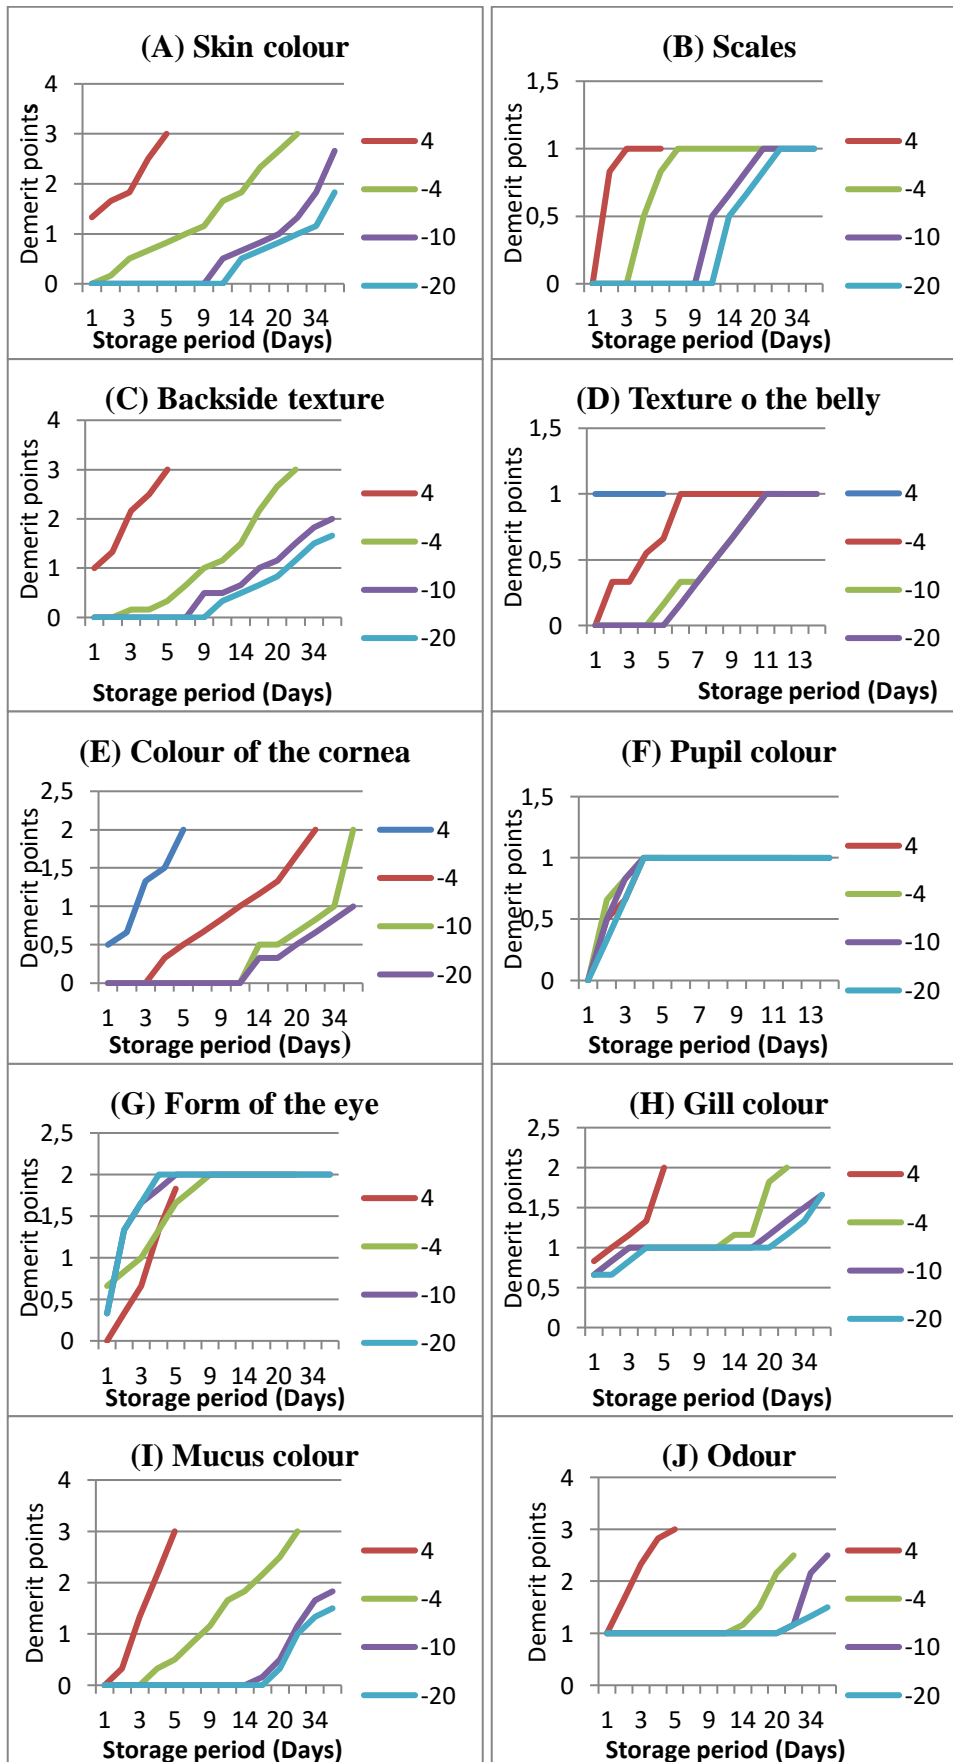 (A) Skin colour
Demerit points
4
3
2
1
0
1 3 5 9 14 20 34
Storage period (Days)
4
-4
-10
-20
(B) Scales
Demerit points
1,5
1
0,5
0
1 3 5 9 14 20 34
Storage period (Days)
4
-4
-10
-20
(C) Backside texture
Demerit points
4
3
2
1
0
1 3 5 9 14 20 34
Storage period (Days)
4
-4
-10
-20
(D) Texture o the belly
Demerit points
1,5
1
0,5
0
1 3 5 7 9 11 13
Storage period (Days)
4
-4
-10
-20
(E) Colour of the cornea
Demerit points
2,5
2
1,5
1
0,5
0
1 3 5 9 14 20 34
Storage period (Days)
4
-4
-10
-20
(F) Pupil colour
Demerit points
1,5
1
0,5
0
1 3 5 7 9 11 13
Storage period (Days)
4
-4
-10
-20
(G) Form of the eye
Demerit points
2,5
2
1,5
1
0,5
0
1 3 5 9 14 20 34
Storage period (Days)
4
-4
-10
-20
(H) Gill colour
Demerit points
2,5
2
1,5
1
0,5
0
1 3 5 9 14 20 34
Storage period (Days)
4
-4
-10
-20
(I) Mucus colour
Demerit points
4
3
2
1
0
1 3 5 9 14 20 34
Storage period (Days)
4
-4
-10
-20
(J) Odour
Demerit points
4
3
2
1
0
1 3 5 9 14 20 34
Storage period (Days)
4
-4
-10
-20